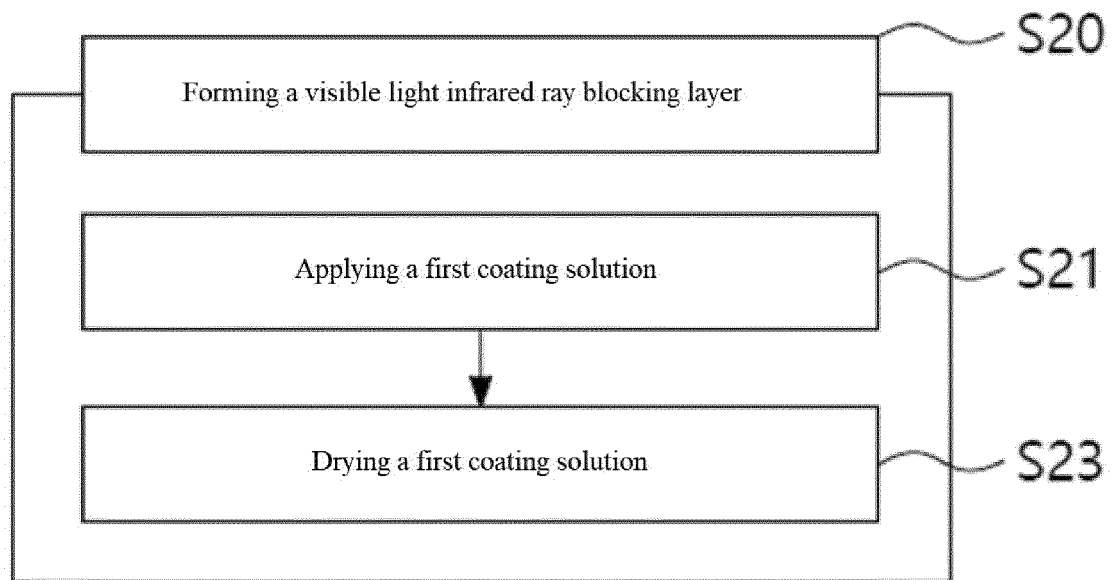 S20
Forming a visible light infrared ray blocking layer
Applying a first coating solution
S21
Drying a first coating solution
S23